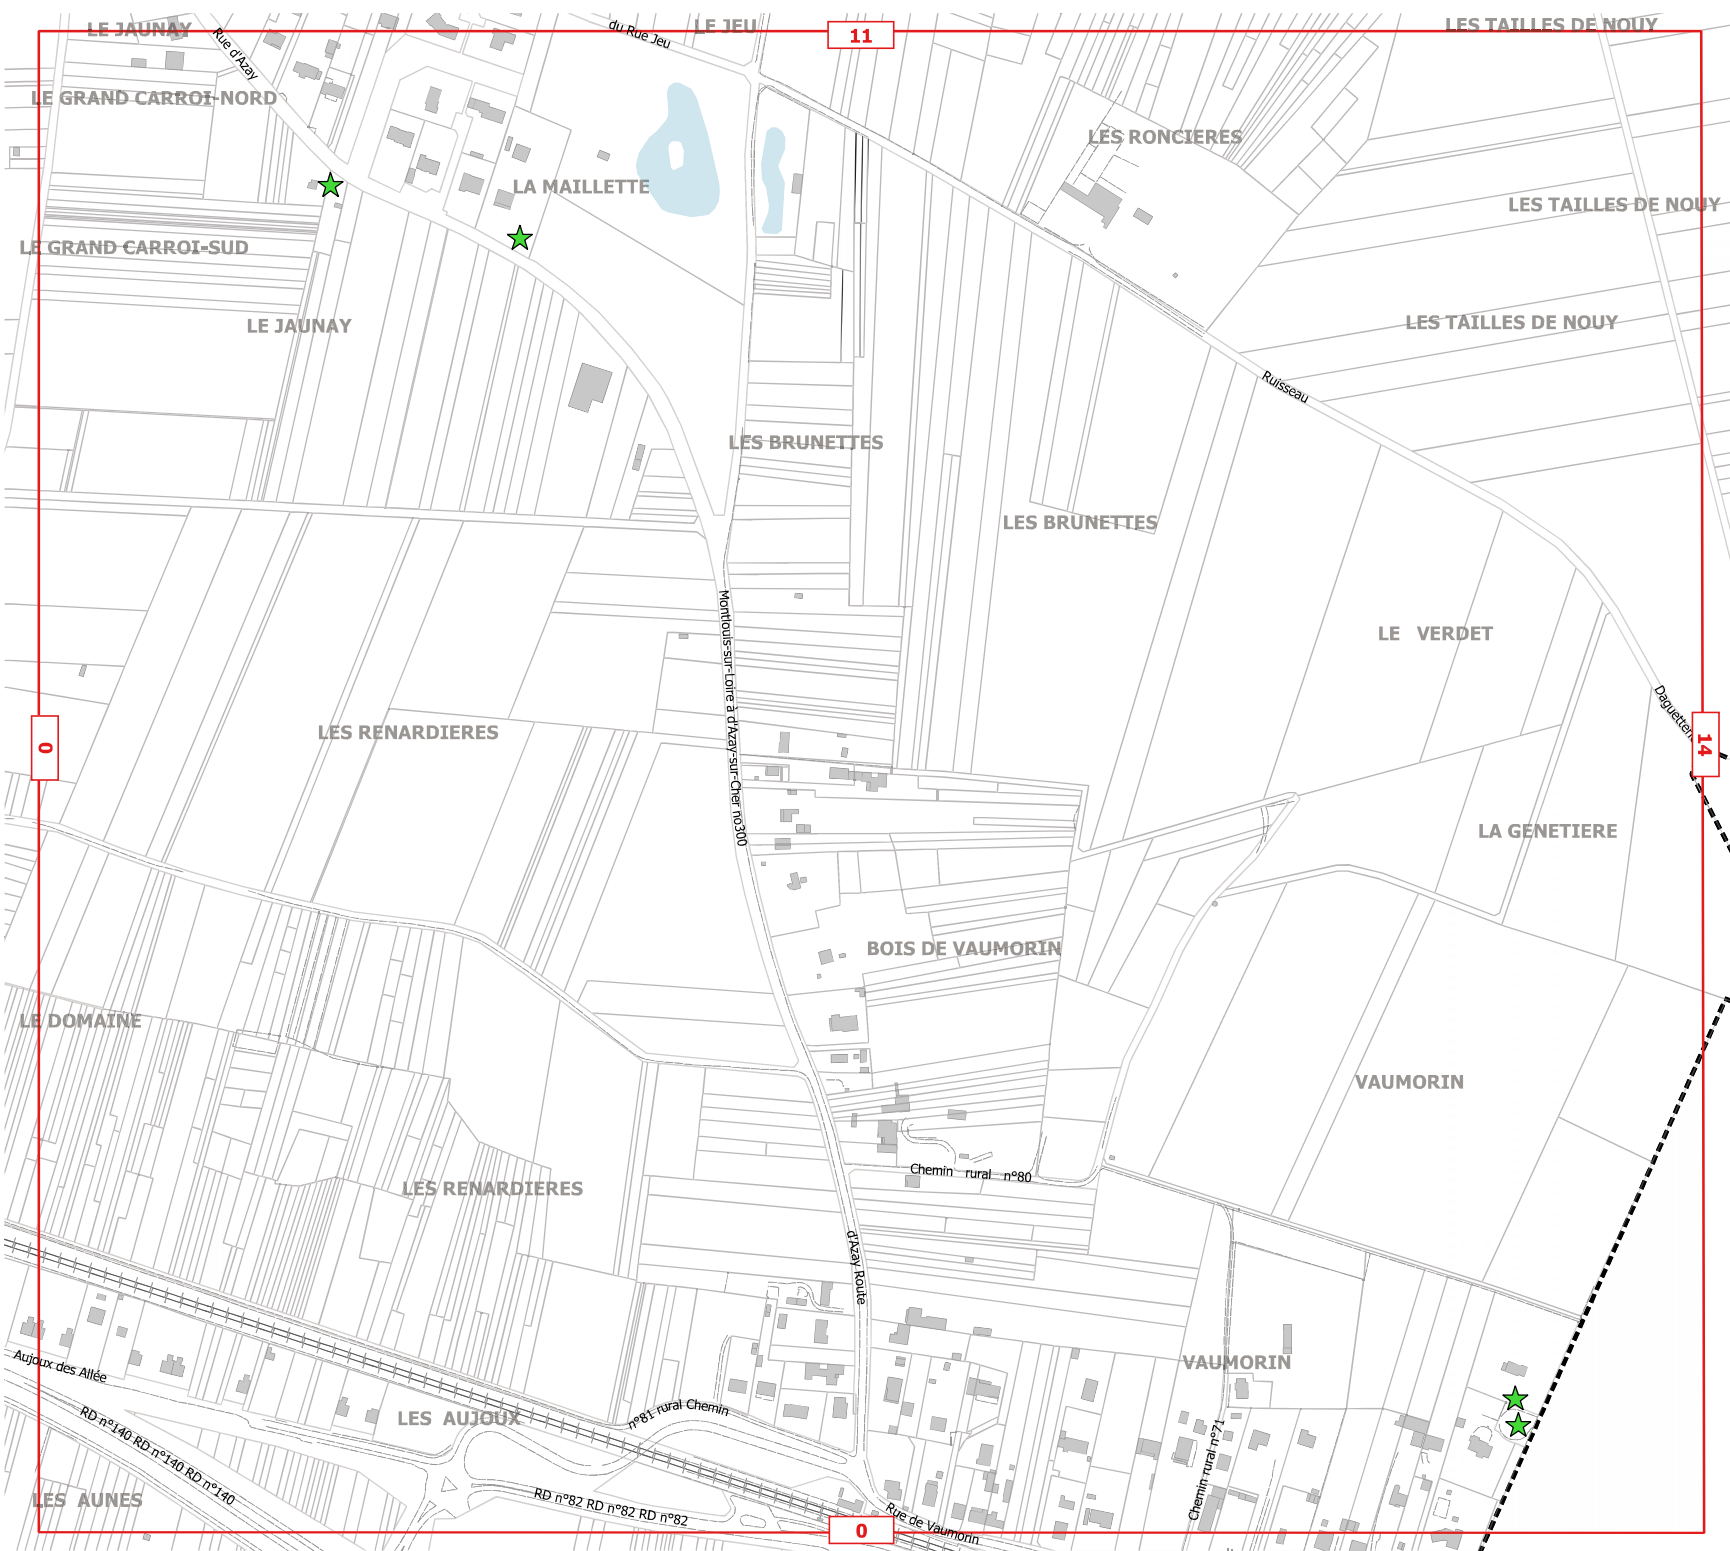 LE JAUNAY
Rue d'Azay
du Rue Jeu
LE JEU
11
LES TAILLES DE NOUY
LE GRAND CARROI-NORD
LES RONCIERES
LA MAILLETTE
LES TAILLES DE NOUY
LE GRAND CARROI-SUD
LE JAUNAY
LES TAILLES DE NOUY
Ruisseau
LES BRUNETTES
LES BRUNETTES
LE VERDET
Montlouis-sur-Loire à d'Azay-sur-Cher no300
Daguetterie
LES RENARDIERES
0
14
LA GENETIERE
BOIS DE VAUMORIN
LE DOMAINE
VAUMORIN
Chemin rural n°80
LES RENARDIERES
d'Azay Route
Aujoux des Allée
VAUMORIN
n°81 rural Chemin
LES AUJOUX
RD n°140 RD n°140 RD n°140
Chemin rural n°71
LES AUNES
RD n°82 RD n°82 RD n°82
Rue de Vaumorin
0